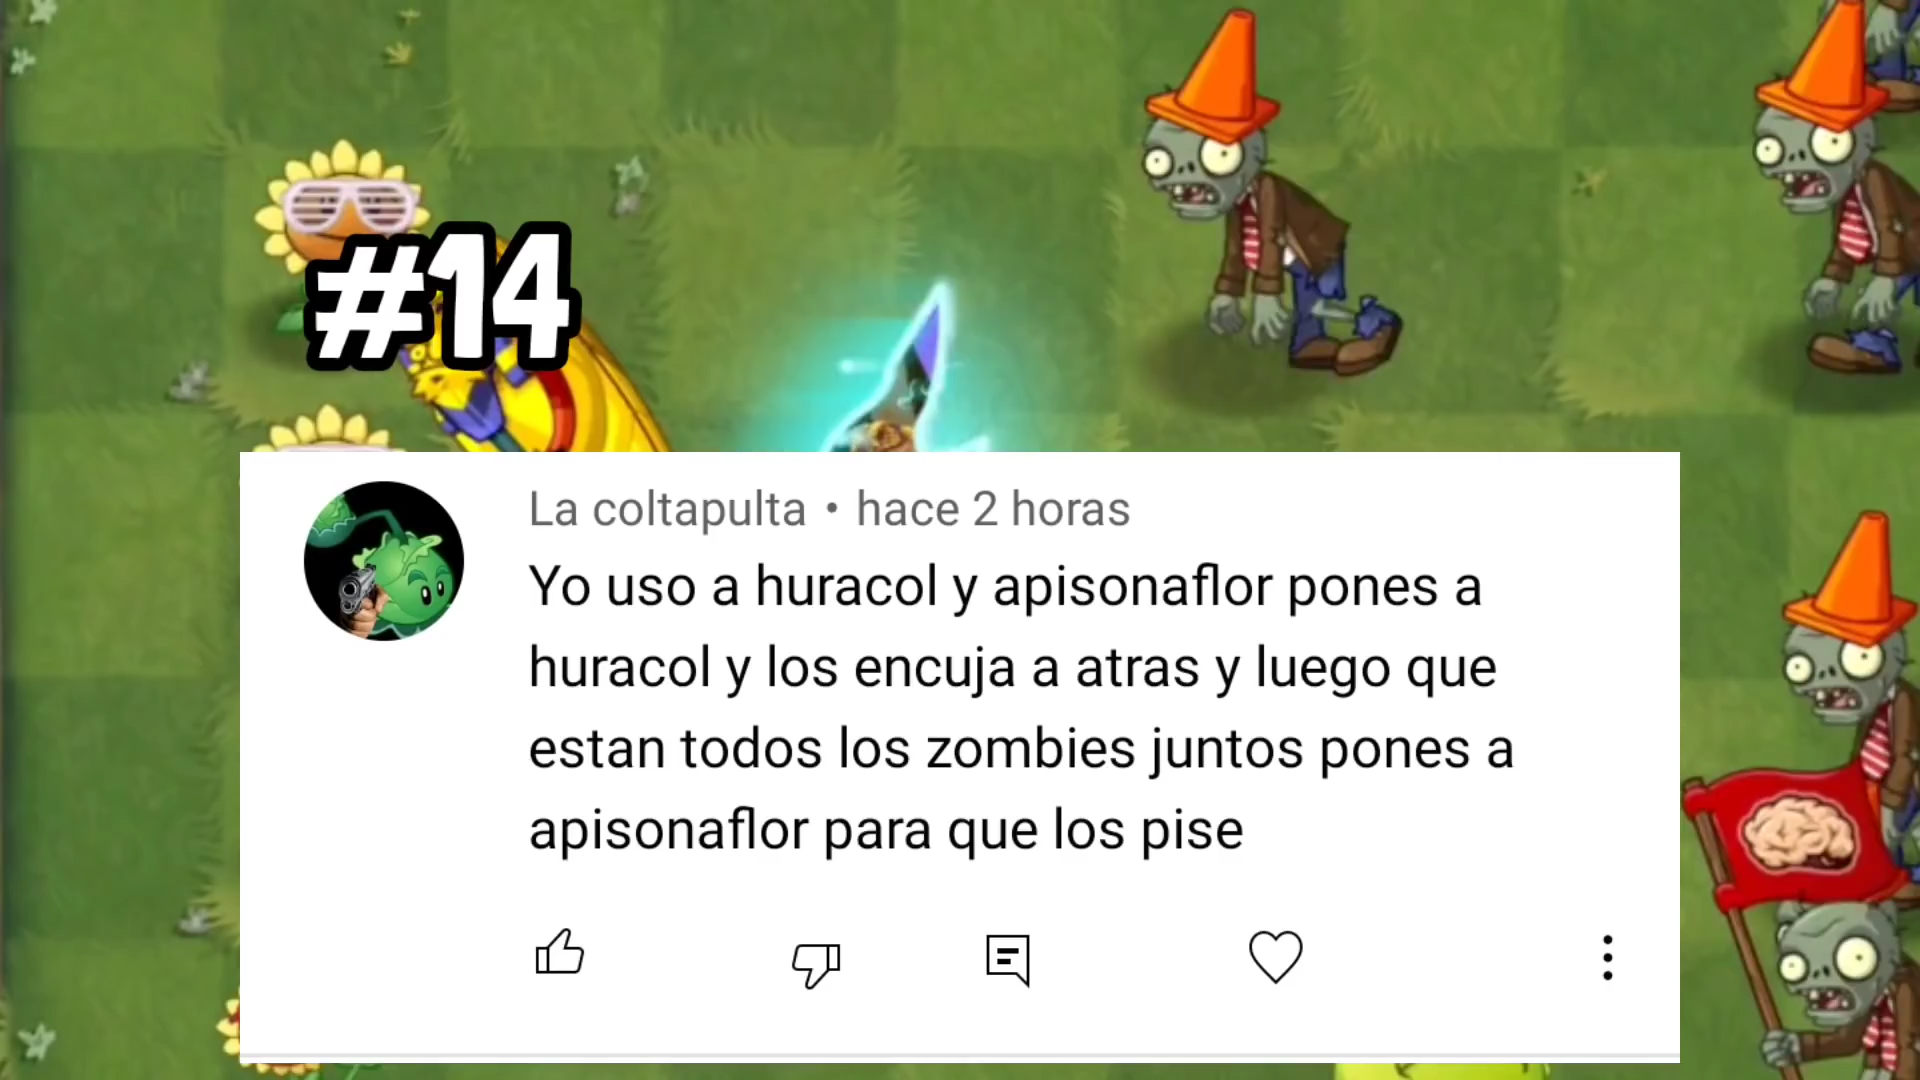 #14
La coltapulta • hace 2 horas
Yo uso a huracol y apisonaflor pones a
huracol y los encuja a atras y luego que
estan todos los zombies juntos pones a
apisonaflor para que los pise